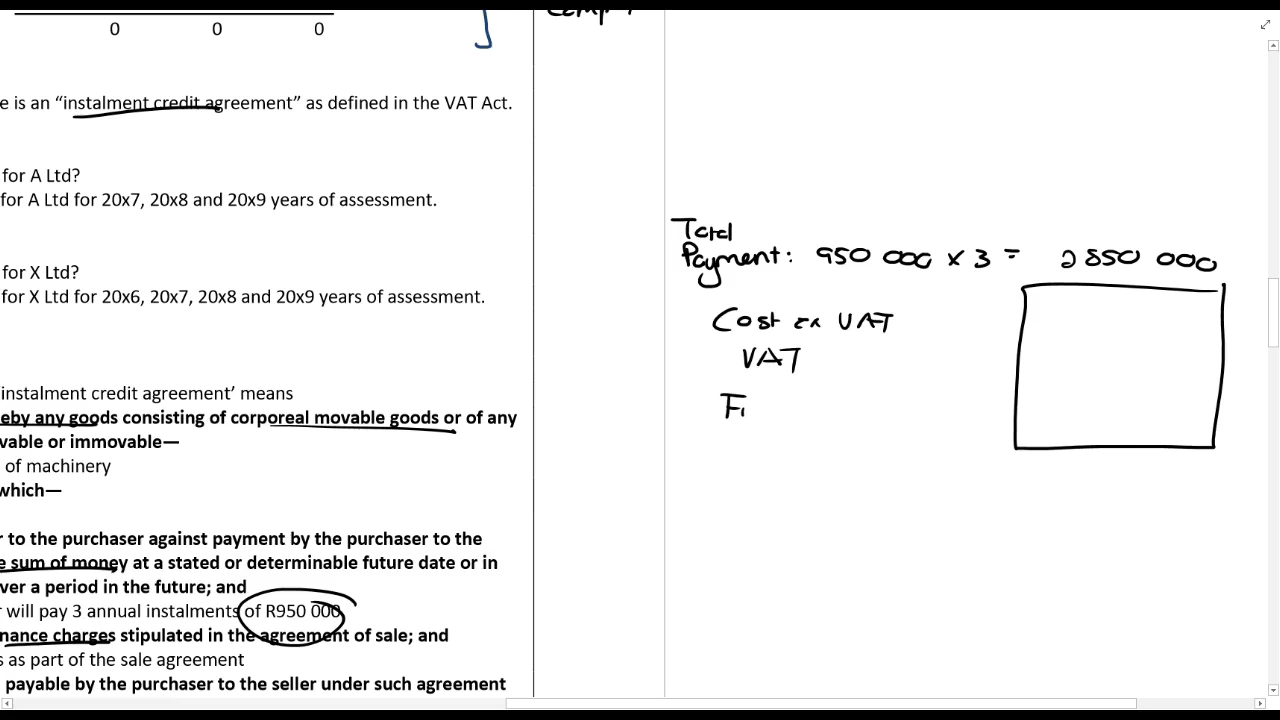 0 0 0
e is an “instalment credit agreement” as defined in the VAT Act.
for A Ltd?
for A Ltd for 20x7, 20x8 and 20x9 years of assessment.
for X Ltd?
for X Ltd for 20x6, 20x7, 20x8 and 20x9 years of assessment.
‘instalment credit agreement’ means
eby any goods consisting of corporeal movable goods or of any
vable or immovable—
of machinery
which—
r to the purchaser against payment by the purchaser to the
e sum of money at a stated or determinable future date or in
ver a period in the future; and
r will pay 3 annual instalments of R950 000
nance charges stipulated in the agreement of sale; and
s as part of the sale agreement
payable by the purchaser to the seller under such agreement
Total
Payment: 950 000 x 3 = 2 850 000
Cost ex VAT
VAT
Fi